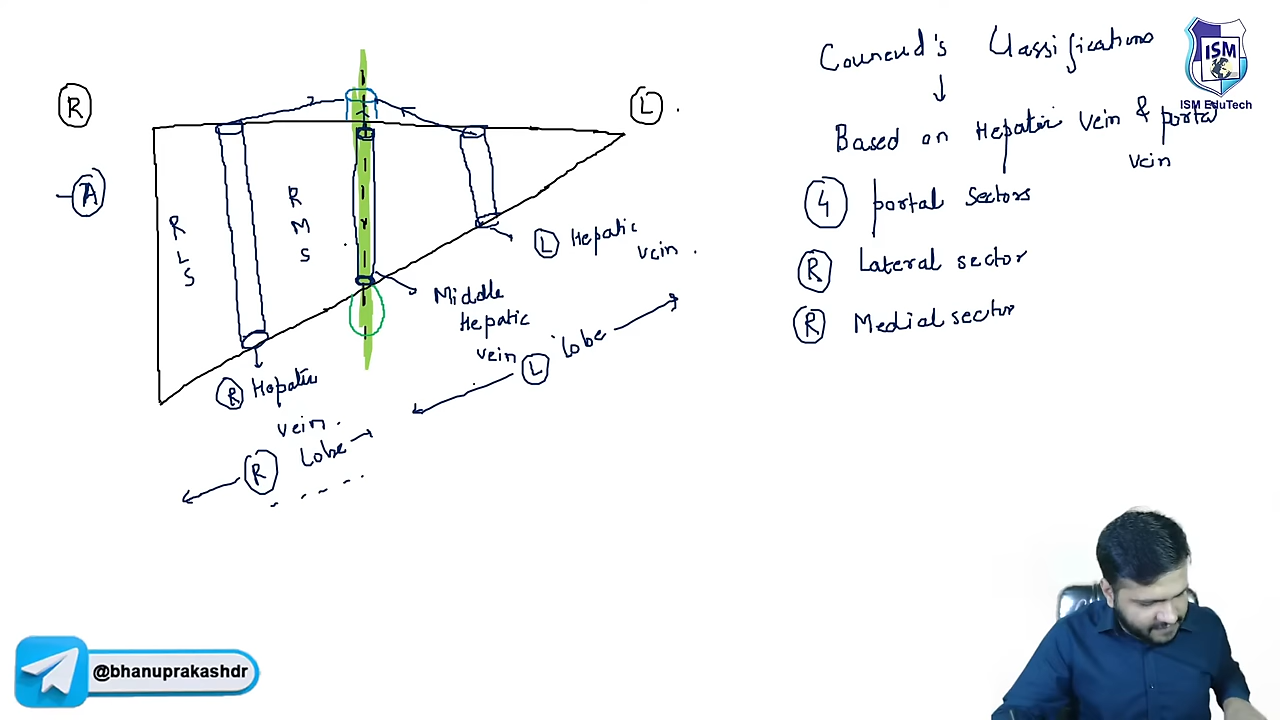 R
A
R
L
S
R
M
S
L .
L Hepatic
vein .
Middle
Hepatic
vein
L lobe
R Hepatic
vein .
R Lobe
Couneud's Classifications
Based on Hepatic Vein & portal
vein
4 portal Sectors
R Lateral sector
R Medial sector
ISM
ISM EduTech
@bhanuprakashdr